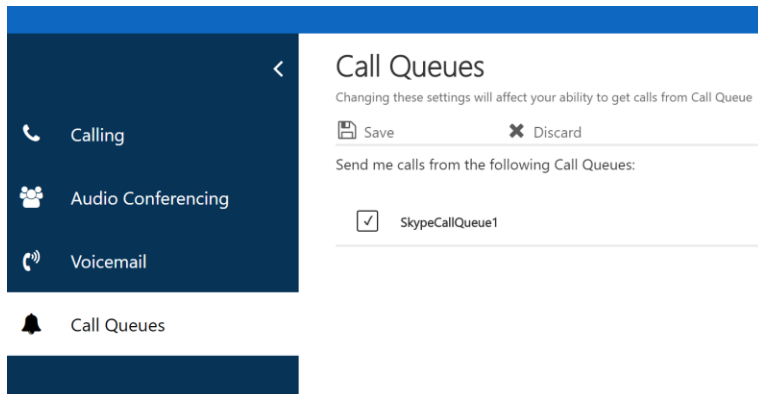 Call Queues
Changing these settings will affect your ability to get calls from Call Queue
Save
Discard
Send me calls from the following Call Queues:
SkypeCallQueue1
Calling
Audio Conferencing
Voicemail
Call Queues